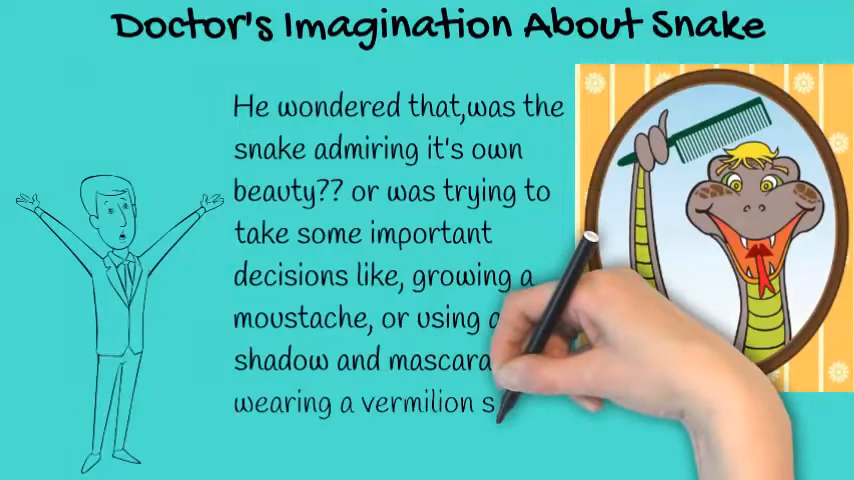 Doctor's Imagination About Snake
He wondered that,was the
snake admiring it's own
beauty?? or was trying to
take some important
decisions like, growing a
moustache, or using a
shadow and mascara
wearing a vermilion s